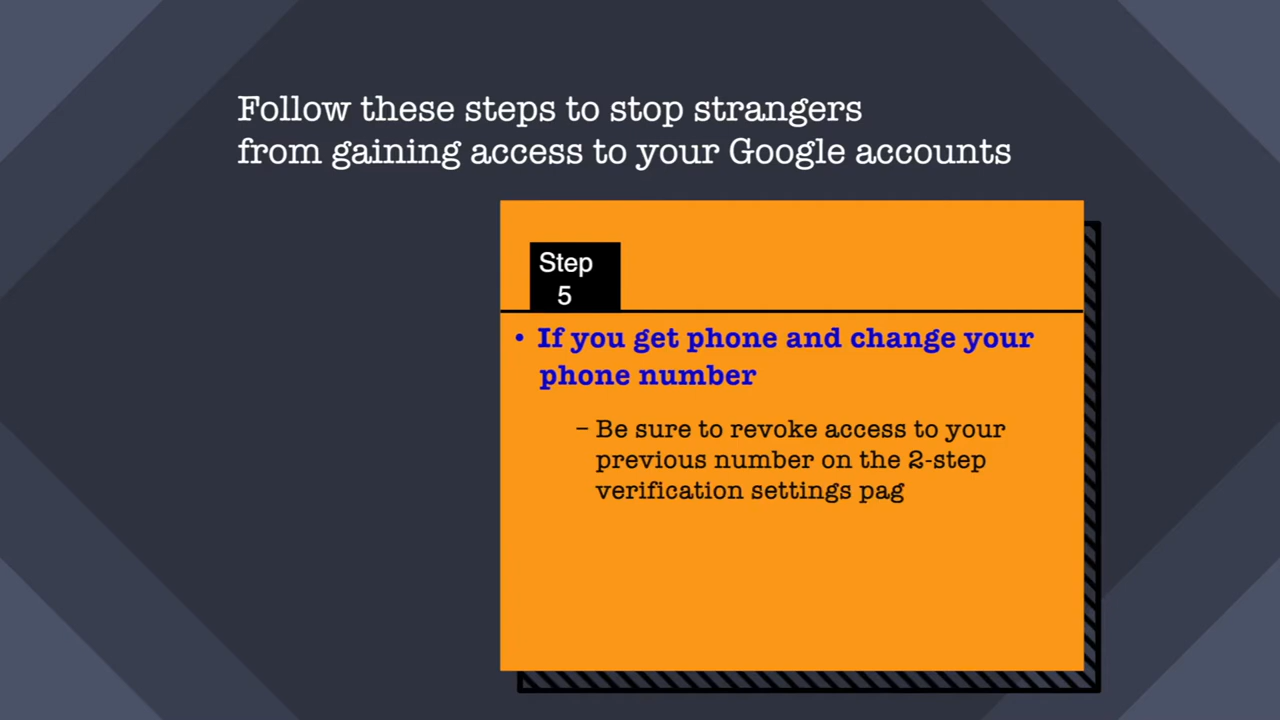 Follow these steps to stop strangers
from gaining access to your Google accounts
Step
5
• If you get phone and change your
phone number
– Be sure to revoke access to your
previous number on the 2-step
verification settings pag